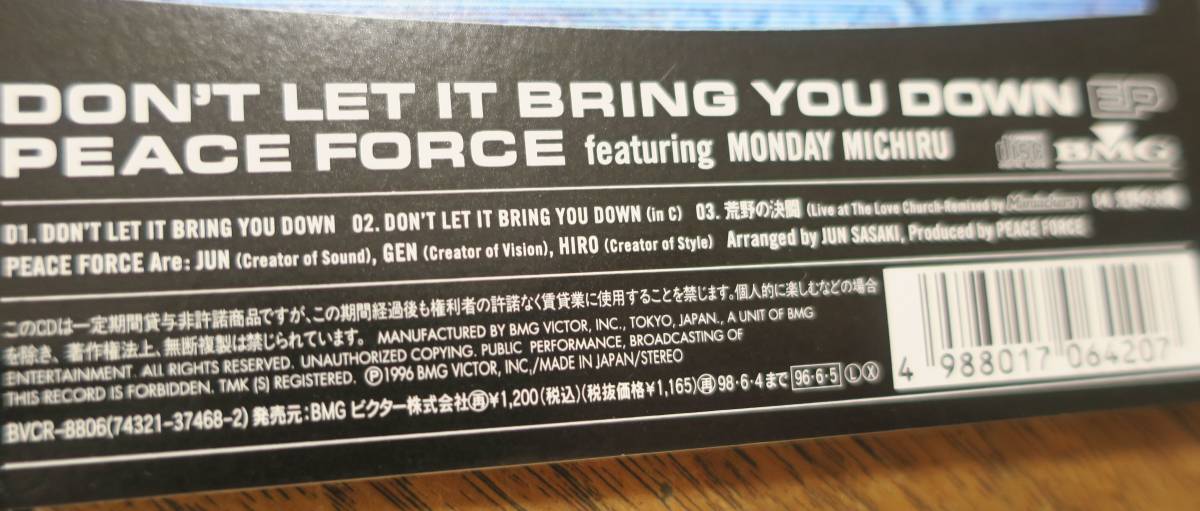 DON'T LET IT BRING YOU DOWN EP
PEACE FORCE featuring MONDAY MICHIRU
disc BMG
01. DON'T LET IT BRING YOU DOWN 02. DON'T LET IT BRING YOU DOWN (in C) 03. 荒野の決闘 (Live at The Love Church-Remixed by
PEACE FORCE Are: JUN (Creator of Sound), GEN (Creator of Vision), HIRO (Creator of Style) Arranged by JUN SASAKI, Produced by PEACE FORCE
このCDは一定期間貸与非許諾商品ですが、この期間経過後も権利者の許諾なく賃貸業に使用することを禁じます。個人的に楽しむなどの場合
を除き、著作権法上、無断複製は禁じられています。 MANUFACTURED BY BMG VICTOR, INC., TOKYO, JAPAN., A UNIT OF BMG
ENTERTAINMENT. ALL RIGHTS RESERVED. UNAUTHORIZED COPYING. PUBLIC PERFORMANCE, BROADCASTING OF
THIS RECORD IS FORBIDDEN. TMK (S) REGISTERED. Ⓟ1996 BMG VICTOR, INC./MADE IN JAPAN/STEREO
BVCR-8806(74321-37468-2) 発売元:BMG ビクター株式会社㊢¥1,200(税込)(税抜価格¥1,165)㊢98・6・4まで 96・6・5 Ⓛ Ⓧ
4 988017 064207